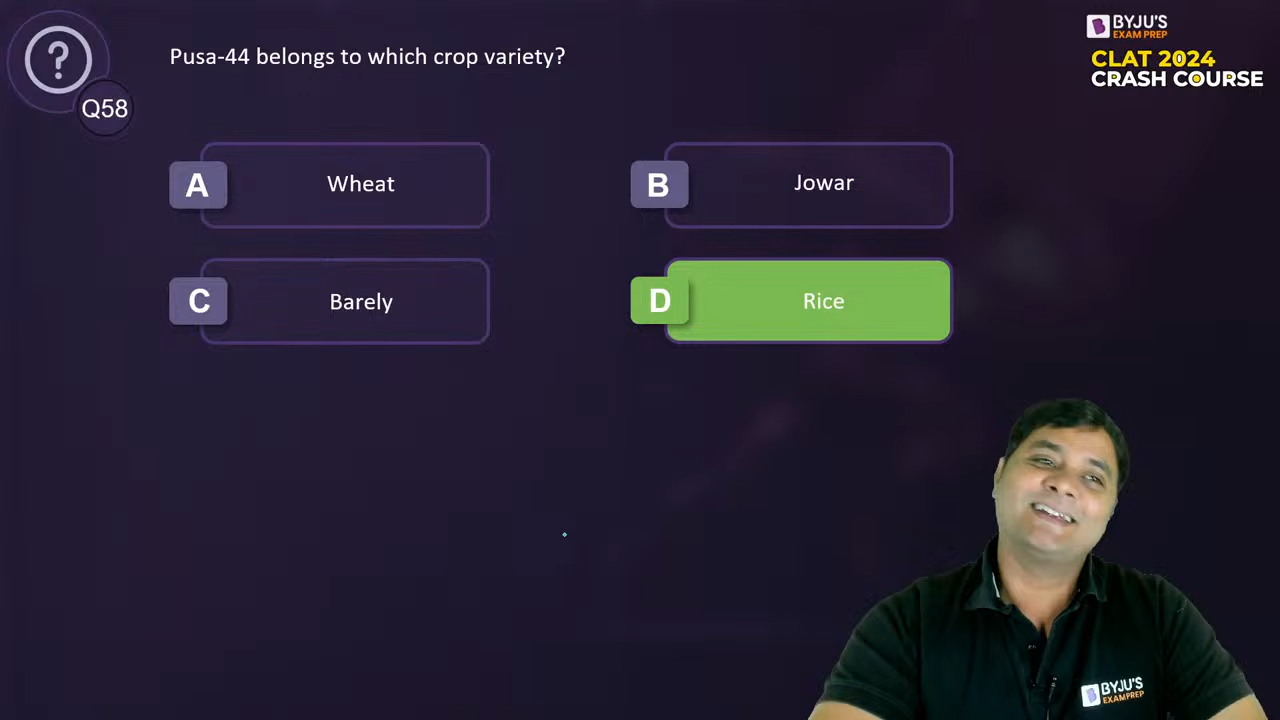 ?
Q58
Pusa-44 belongs to which crop variety?
BYJU'S
EXAM PREP
CLAT 2024
CRASH COURSE
A
Wheat
B
Jowar
C
Barely
D
Rice
BYJU'S
EXAM PREP